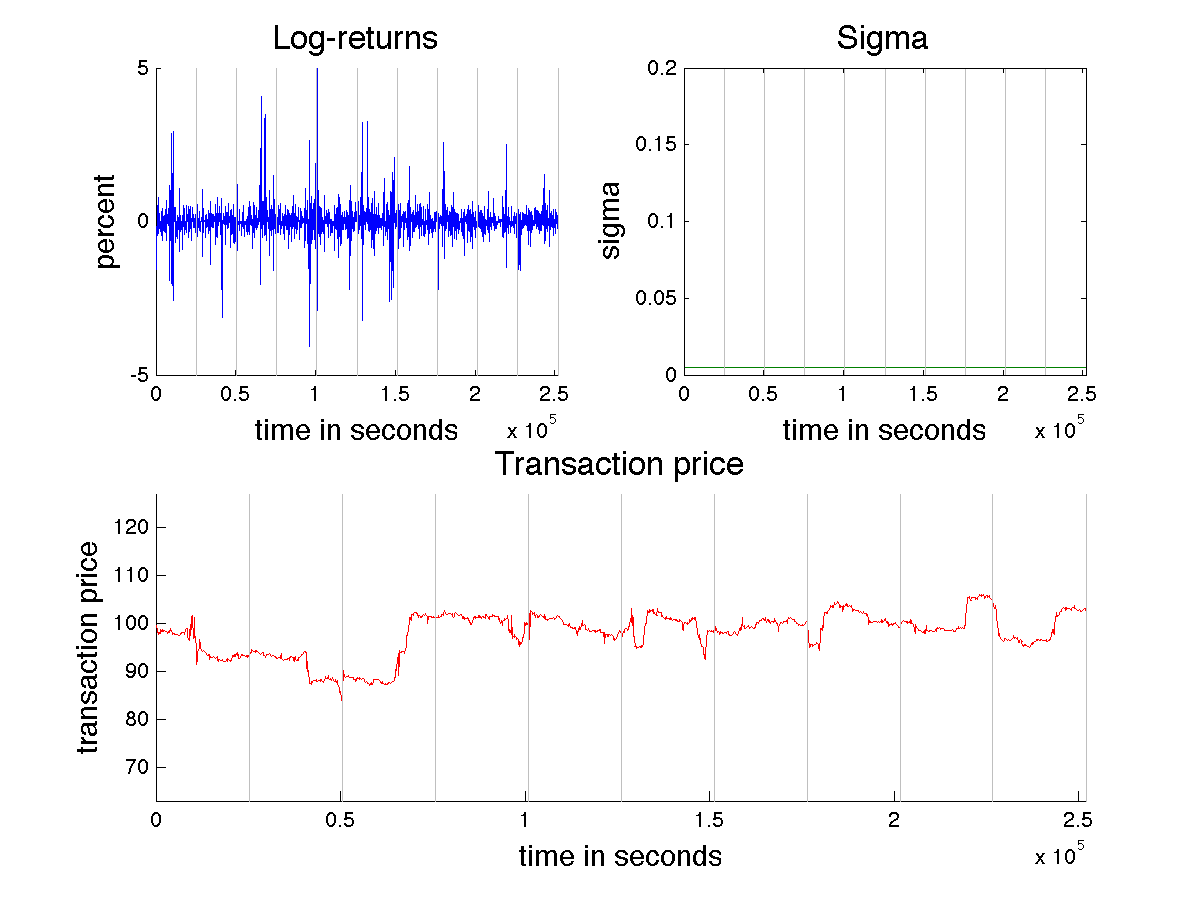 Log-returns
5
0
-5
percent
0 0.5 1 1.5 2 2.5
x 10^5
time in seconds
Sigma
0.2
0.15
0.1
0.05
0
sigma
0 0.5 1 1.5 2 2.5
x 10^5
time in seconds
Transaction price
120
110
100
90
80
70
transaction price
0 0.5 1 1.5 2 2.5
x 10^5
time in seconds